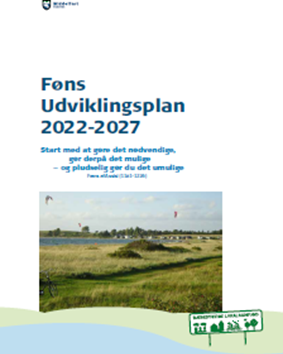 Føns
Udviklingsplan
2022-2027
Start med at gøre det nødvendige,
gør derpå det mulige
– og pludselig gør du det umulige